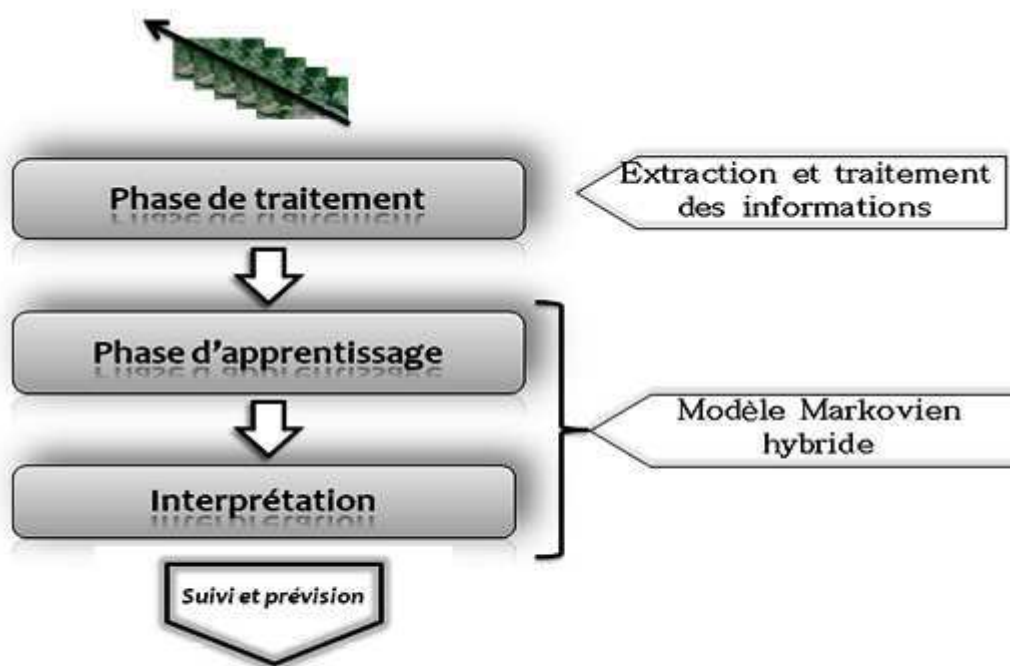 Phase de traitement
Extraction et traitement
des informations
Phase d'apprentissage
Modèle Markovien
hybride
Interprétation
Suivi et prévision